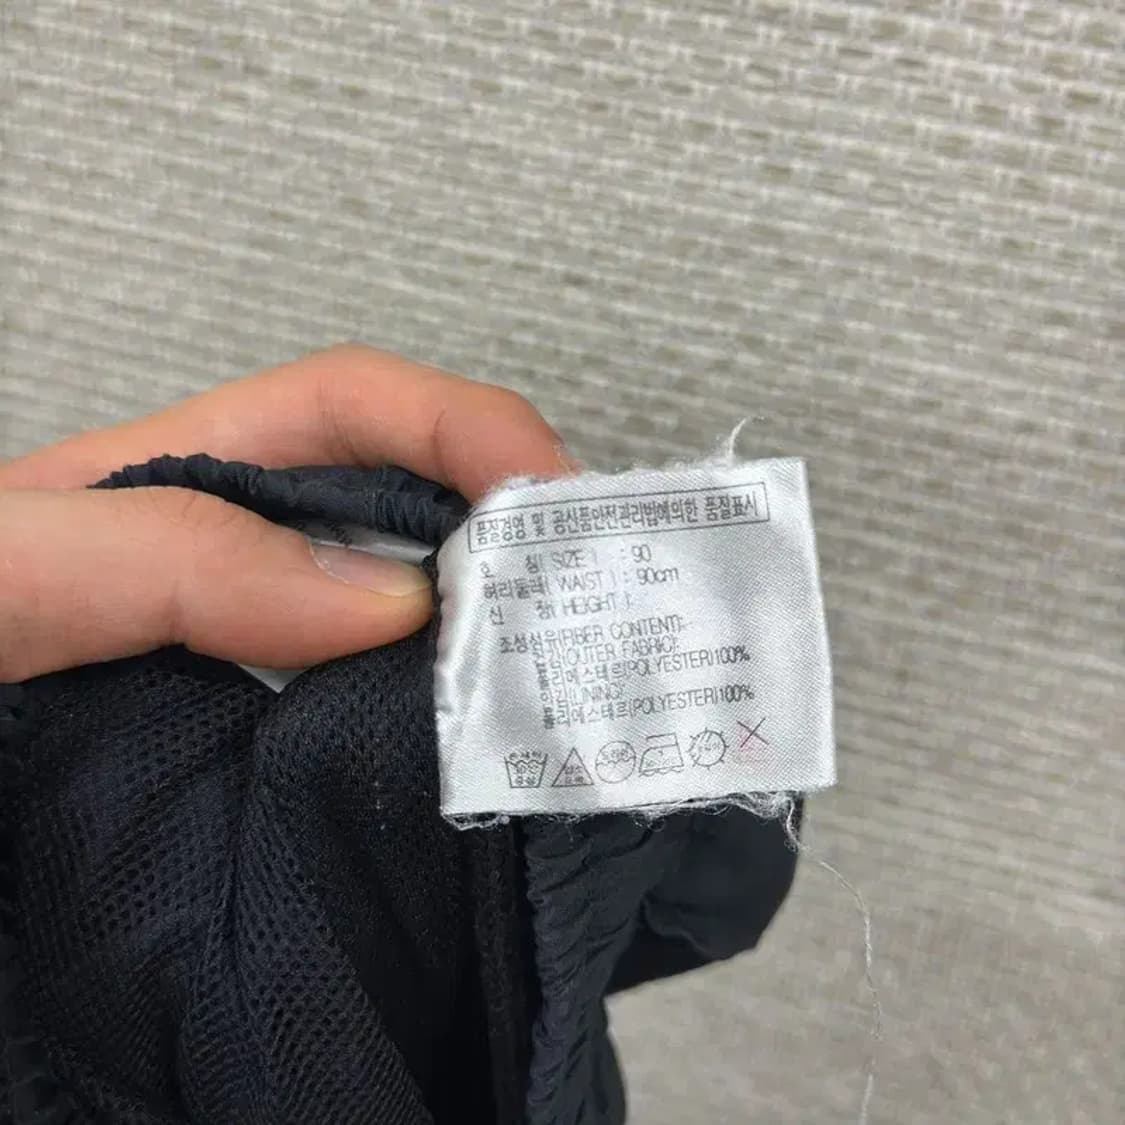 품질경영 및 공산품안전관리법에의한 품질표시
호 칭( SIZE ) : 90
허리둘레( WAIST ) : 90cm
신 장( HEIGHT ):
조성섬유(FIBER CONTENT):
겉감(OUTER FABRIC):
폴리에스테르(POLYESTER)100%
안감(LINING)
폴리에스테르(POLYESTER)100%